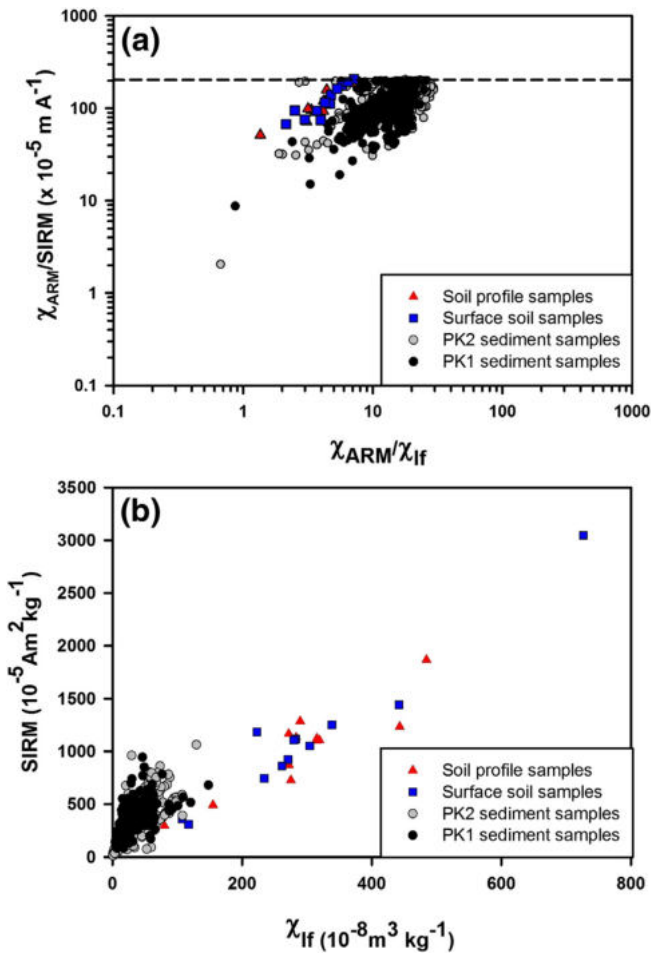 (a)
1000
100
10
1
0.1
χARM/SIRM (x 10⁻⁵ m A⁻¹)
Soil profile samples
Surface soil samples
PK2 sediment samples
PK1 sediment samples
0.1 1 10 100 1000
χARM/χlf
(b)
3500
3000
2500
2000
1500
1000
500
0
SIRM (10⁻⁵Am²kg⁻¹)
Soil profile samples
Surface soil samples
PK2 sediment samples
PK1 sediment samples
0 200 400 600 800
χlf (10⁻⁸m³ kg⁻¹)